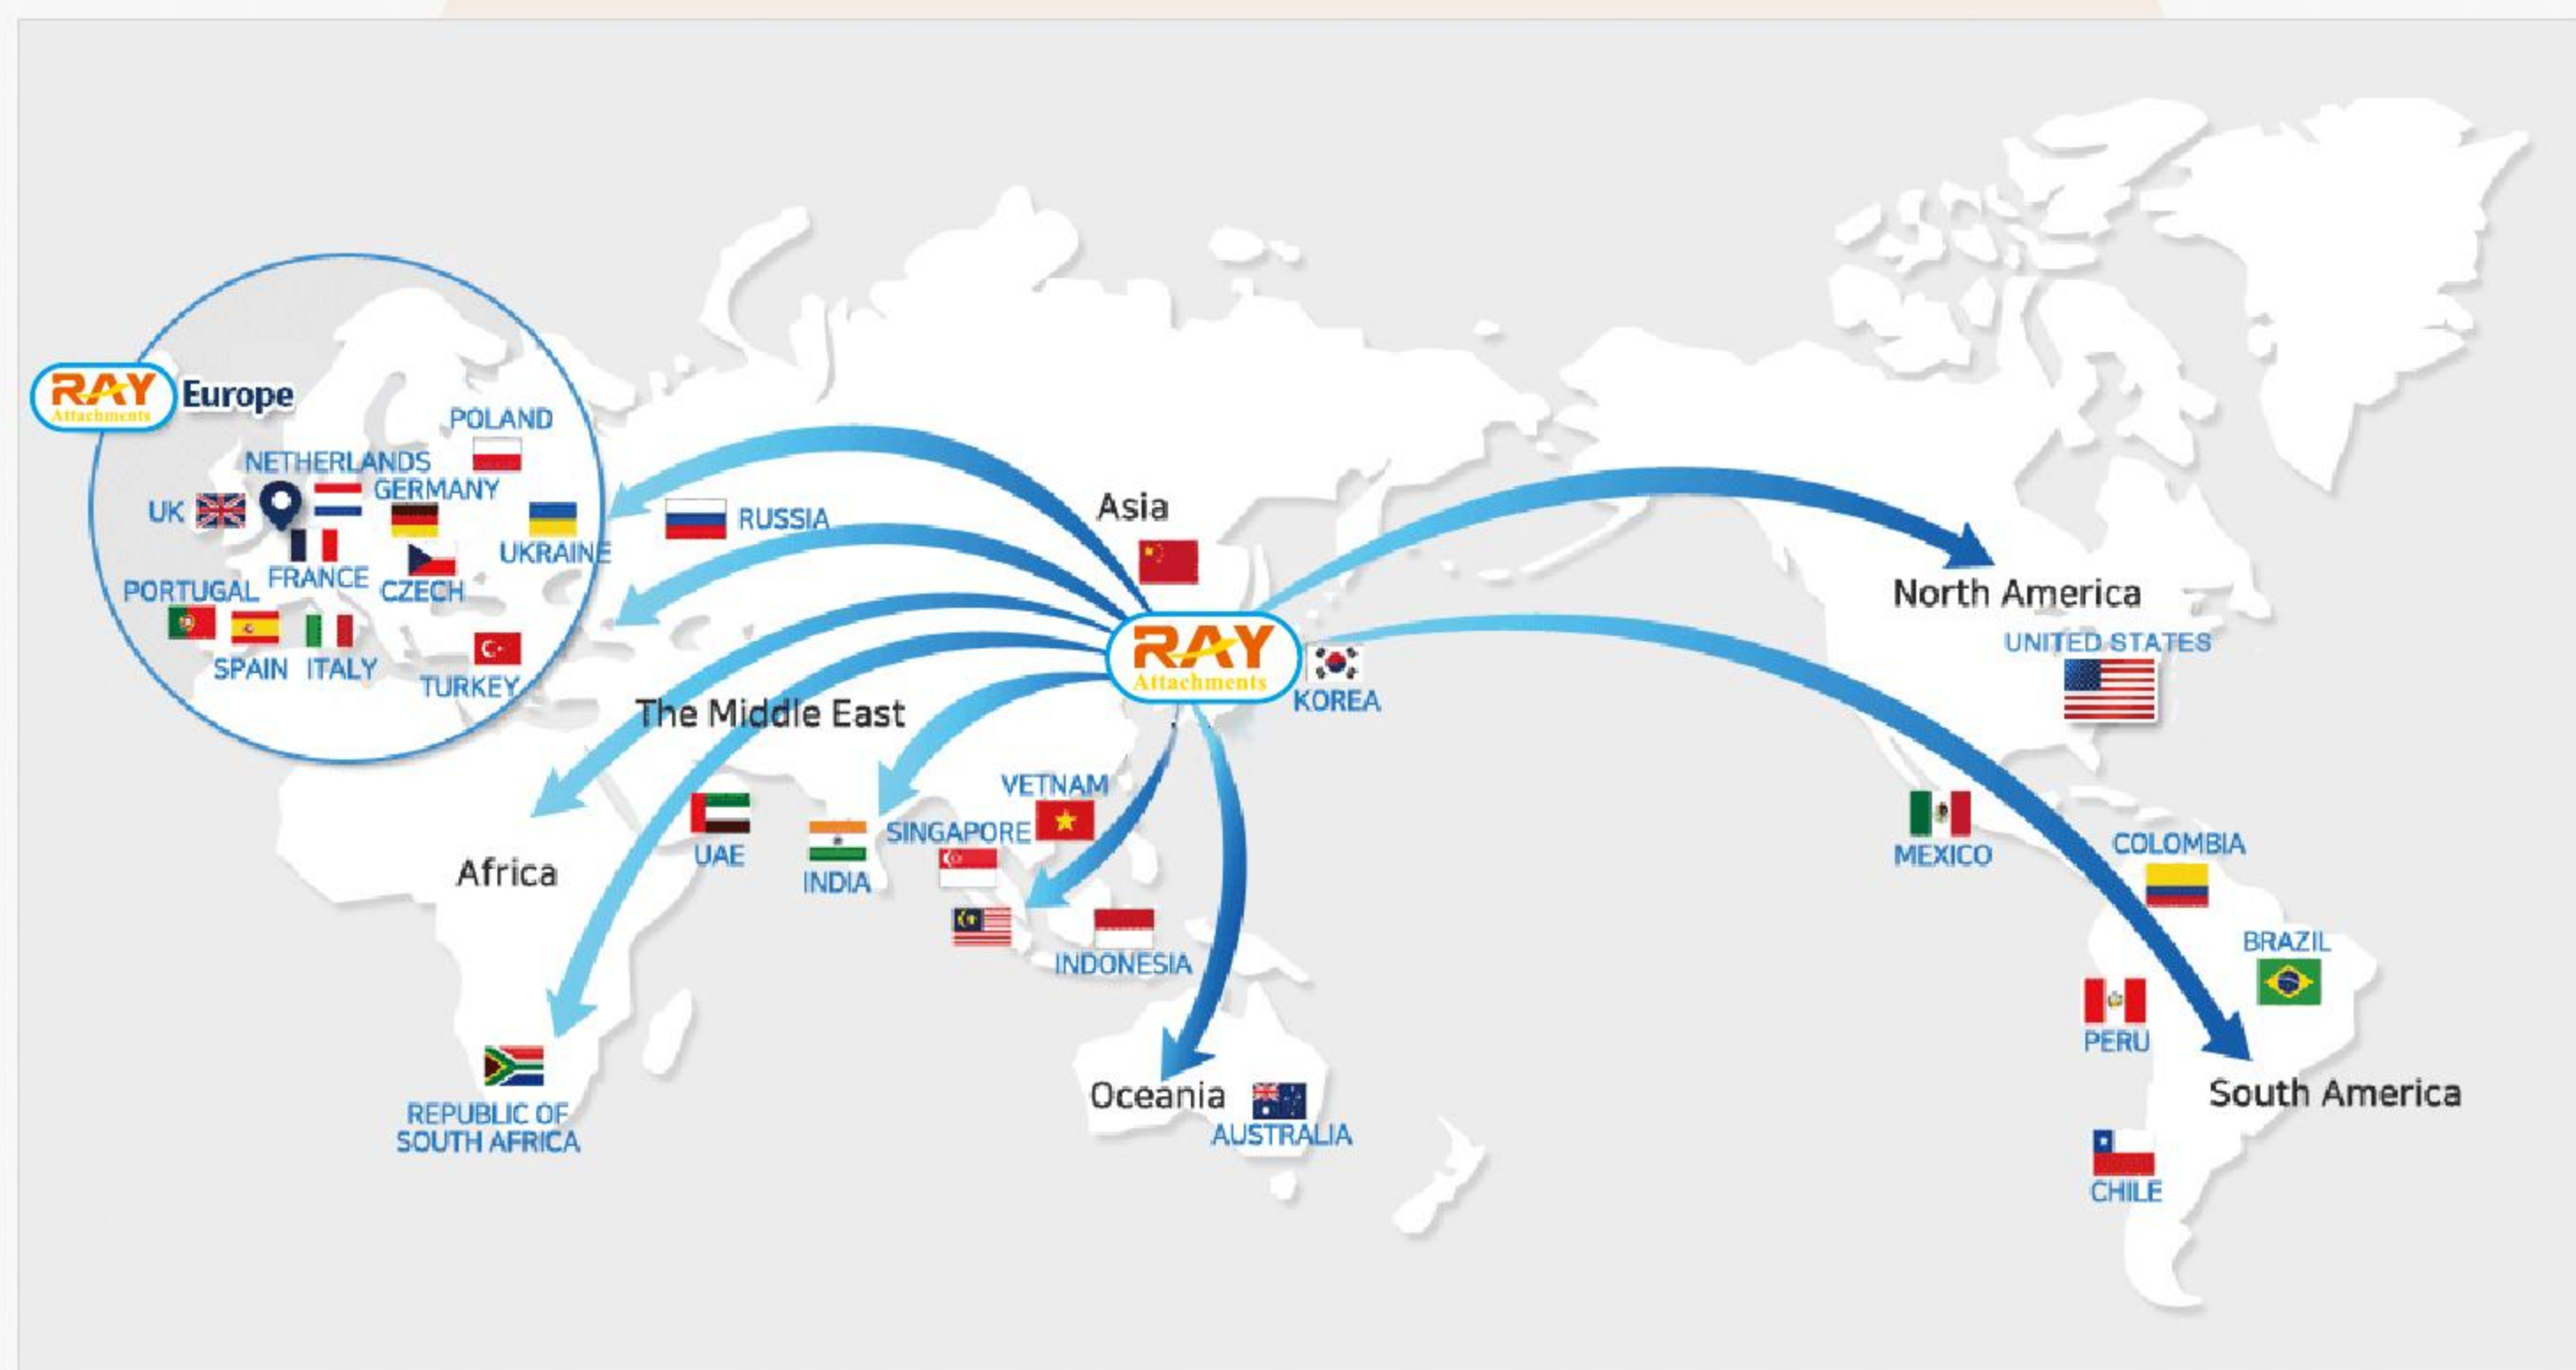 RAY
Attachments
Europe
POLAND
NETHERLANDS
GERMANY
UK
UKRAINE
FRANCE
PORTUGAL
CZECH
SPAIN
ITALY
TURKEY
RUSSIA
Asia
RAY
Attachments
KOREA
The Middle East
VETNAM
SINGAPORE
UAE
INDIA
INDONESIA
Africa
REPUBLIC OF
SOUTH AFRICA
Oceania
AUSTRALIA
North America
UNITED STATES
MEXICO
COLOMBIA
BRAZIL
PERU
South America
CHILE